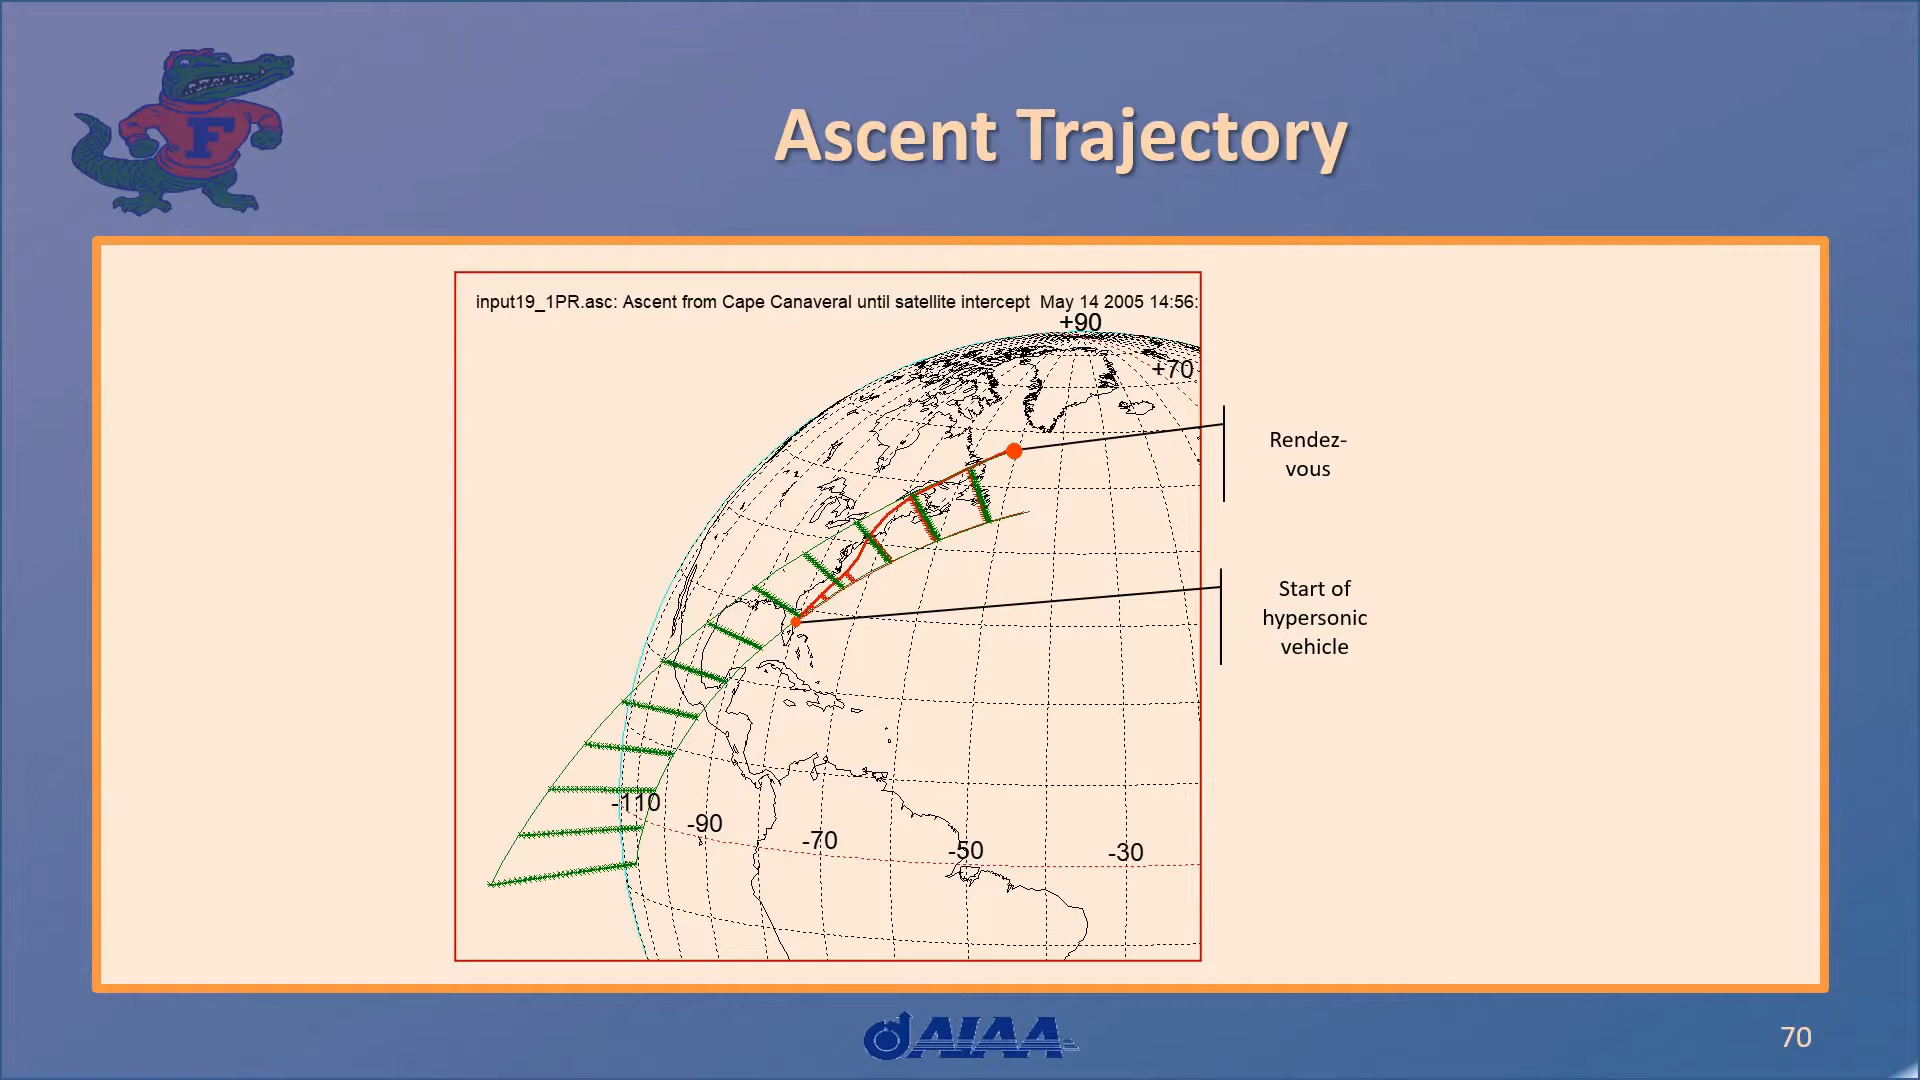 F
Ascent Trajectory
input19_1PR.asc: Ascent from Cape Canaveral until satellite intercept  May 14 2005 14:56:
+90
+70
Rendez-
vous
Start of
hypersonic
vehicle
-110
-90
-70
-50
-30
AIAA
70